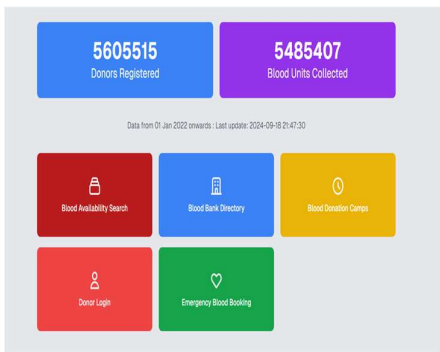 5605515
Donors Registered
5485407
Blood Units Collected
Data from 01 Jan 2022 onwards : Last update: 2024-09-18 21:47:30
Blood Availability Search
Blood Bank Directory
Blood Donation Camps
Donor Login
Emergency Blood Booking